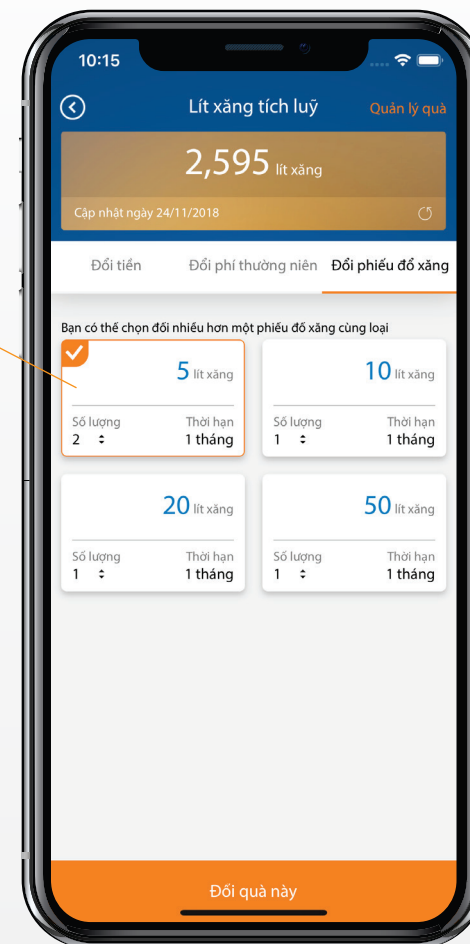 10:15
Lít xăng tích luỹ
Quản lý quà
2,595 lít xăng
Cập nhật ngày 24/11/2018
Đổi tiền Đổi phí thường niên Đổi phiếu đổ xăng
Bạn có thể chọn đổi nhiều hơn một phiếu đổ xăng cùng loại
5 lít xăng
Số lượng Thời hạn
2 1 tháng
10 lít xăng
Số lượng Thời hạn
1 1 tháng
20 lít xăng
Số lượng Thời hạn
1 1 tháng
50 lít xăng
Số lượng Thời hạn
1 1 tháng
Đổi quà này